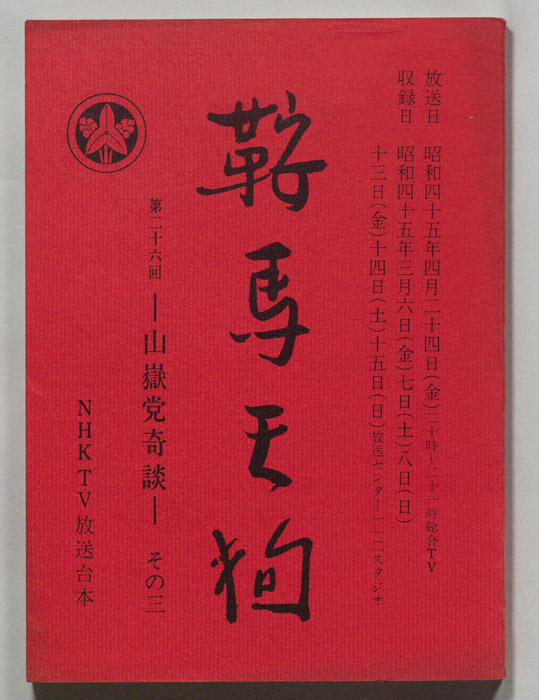 放送日 昭和四十五年四月二十四日(金)二十時~二十一時総合TV
収録日 昭和四十五年三月六日(金)七日(土)八日(日)
十三日(金)十四日(土)十五日(日)放送センター一一一スタジオ
鞍馬天狗
第二十六回 ー山嶽党奇談ー その三
NHKTV放送台本